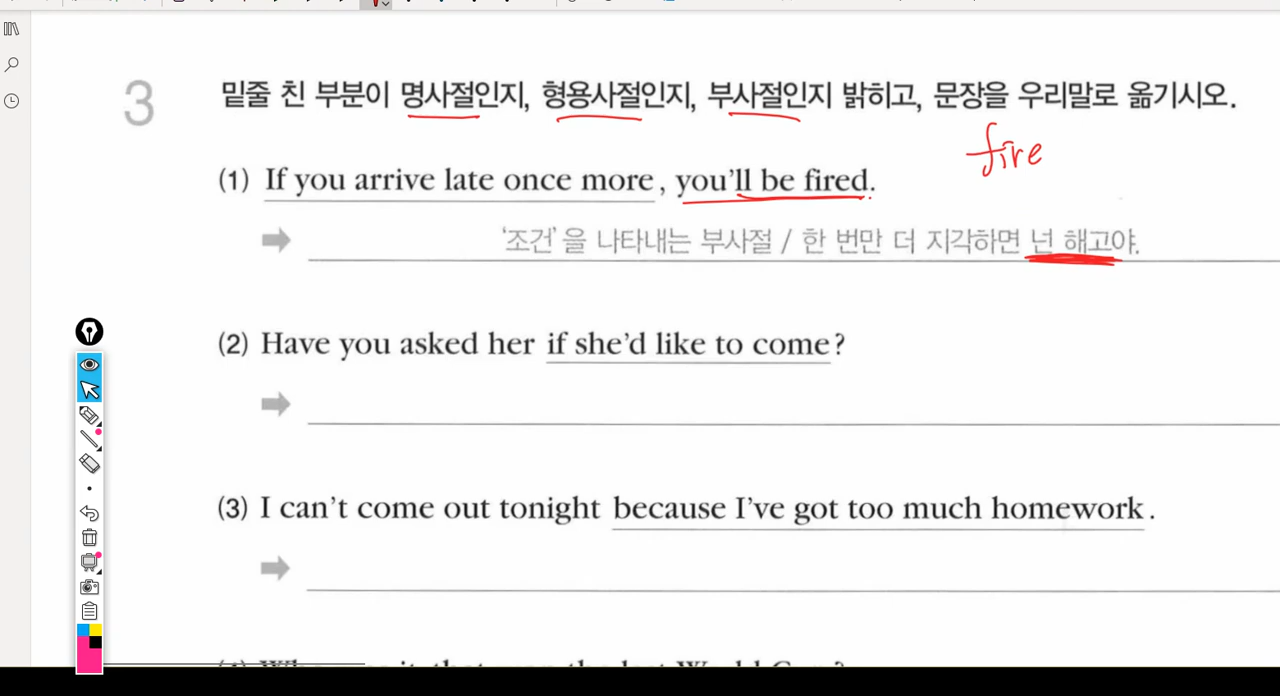 3 밑줄 친 부분이 명사절인지, 형용사절인지, 부사절인지 밝히고, 문장을 우리말로 옮기시오.
fire
(1) If you arrive late once more, you'll be fired.
'조건'을 나타내는 부사절 / 한 번만 더 지각하면 넌 해고야.
(2) Have you asked her if she'd like to come?
(3) I can't come out tonight because I've got too much homework.